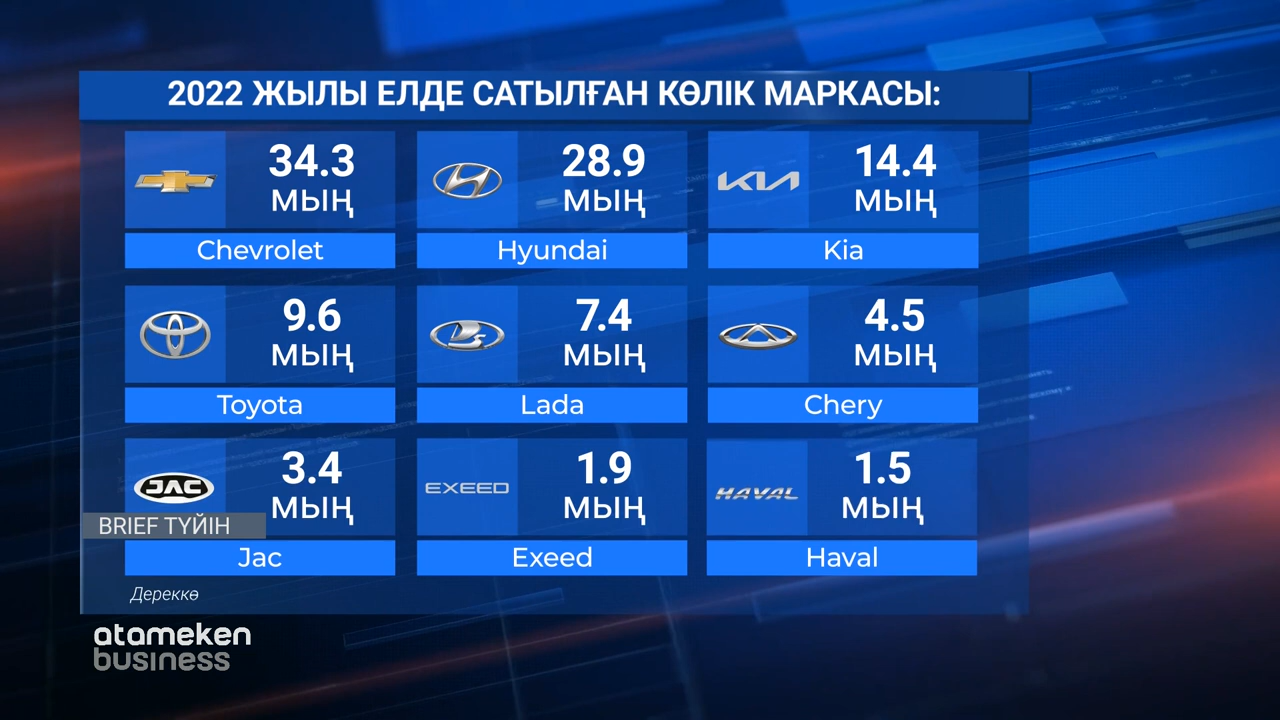 2022 ЖЫЛЫ ЕЛДЕ САТЫЛҒАН КӨЛІК МАРКАСЫ:
34.3
МЫҢ
Chevrolet
28.9
МЫҢ
Hyundai
KIA
14.4
МЫҢ
Kia
9.6
МЫҢ
Toyota
7.4
МЫҢ
Lada
4.5
МЫҢ
Chery
JAC
3.4
МЫҢ
Jac
EXEED
1.9
МЫҢ
Exeed
HAVAL
1.5
МЫҢ
Haval
BRIEF ТҮЙІН
Дереккө
atameken
business